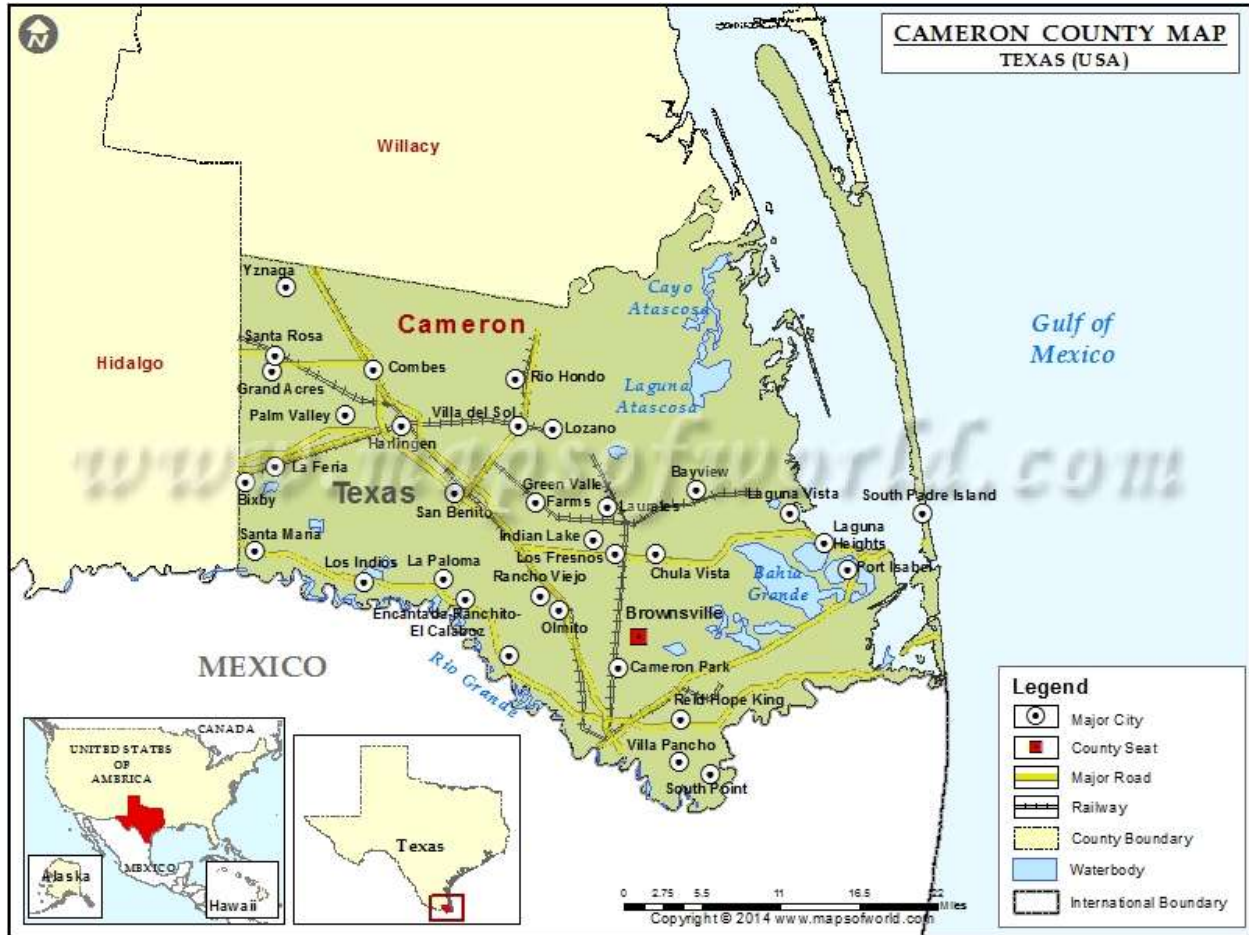 N
CAMERON COUNTY MAP
TEXAS (USA)
Willacy
Yznaga
Cayo
Atascosa
Cameron
Gulf of
Mexico
Santa Rosa
Hidalgo
Combes
Rio Hondo
Grand Acres
Laguna
Atascosa
Palm Valley
Villa del Sol
Harlingen
Lozano
www.mapsofworld.com
La Feria
Bixby
Texas
San Benito
Green Valle
Farms
Laurales
Bayview
Laguna Vista
South Padre Island
Santa Maria
Indian Lake
Laguna
Heights
Los Indios
La Paloma
Los Fresnos
Chula Vista
Rancho Viejo
Bahia
Grande
Port Isabel
Encantada-Ranchito-
El Calaboz
Olmito
Brownsville
MEXICO
Rio Grande
Cameron Park
Reid Hope King
Villa Pancho
South Point
CANADA
UNITED STATES
OF
AMBRICA
MEXICO
Alaska
Hawaii
Texas
Legend
Major City
County Seat
Major Road
Railway
County Boundary
Waterbody
International Boundary
0 2.75 5.5 11 16.5 22
Miles
Copyright © 2014 www.mapsofworld.com